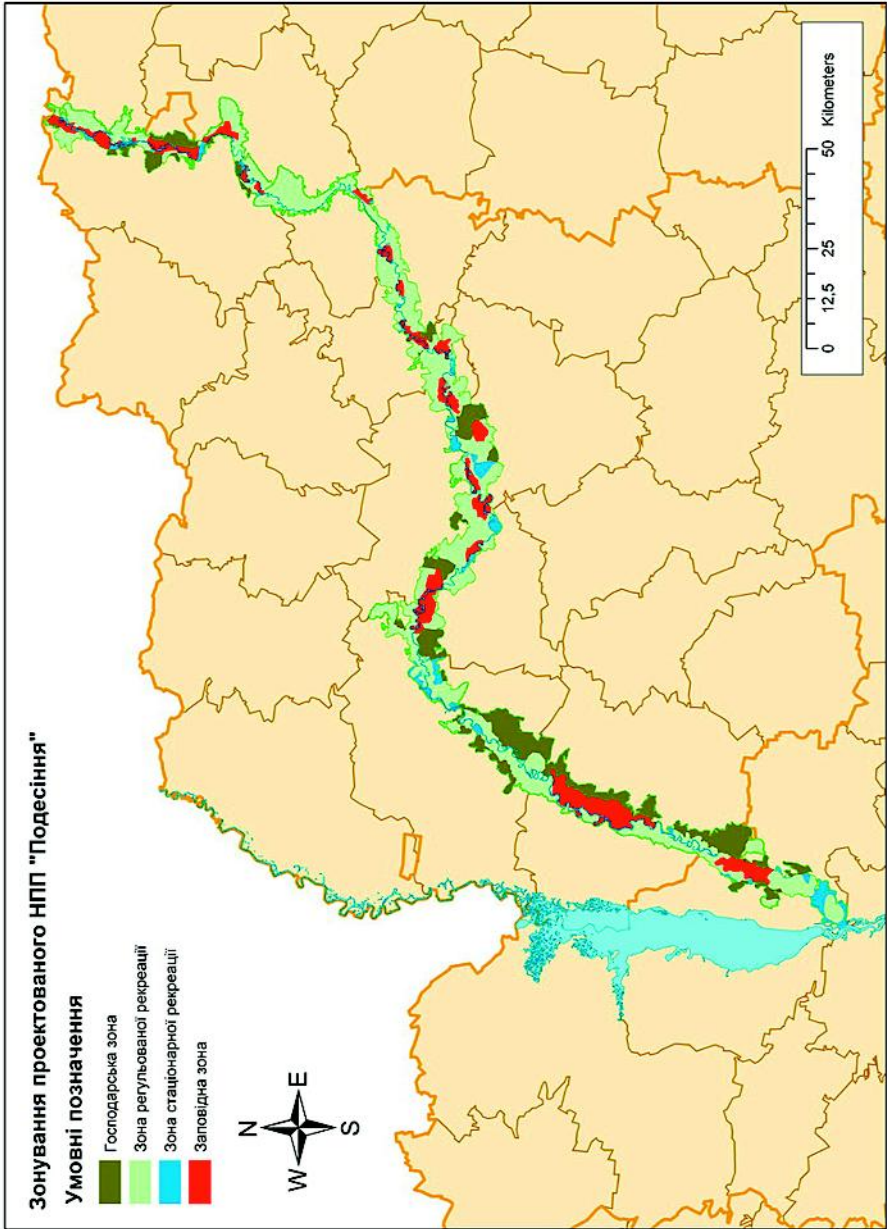 Зонування проектованого НПП "Подесіння"
Умовні позначення
Господарська зона
Зона регульованої рекреації
Зона стаціонарної рекреації
Заповідна зона
N
W E
S
0 12,5 25 50 Kilometers